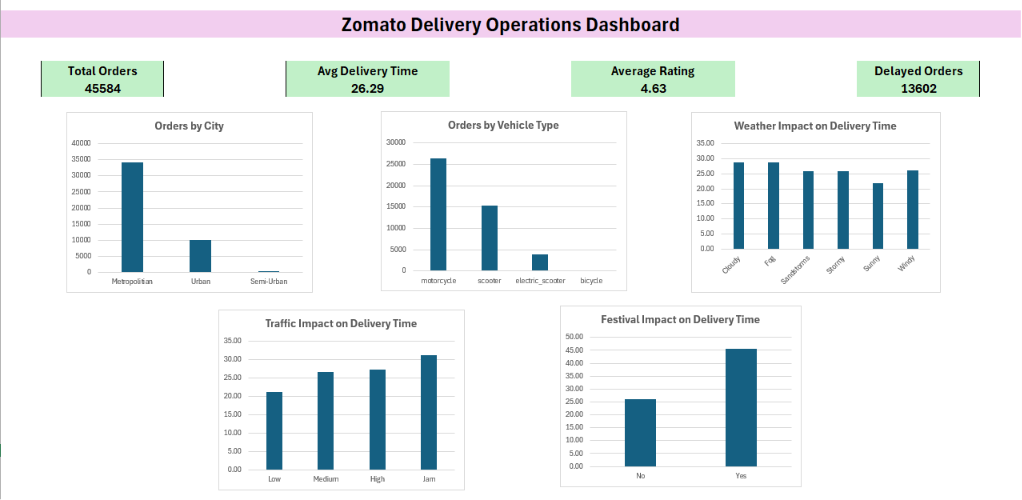 Zomato Delivery Operations Dashboard
Total Orders
45584
Avg Delivery Time
26.29
Average Rating
4.63
Delayed Orders
13602
Orders by City
40000
35000
30000
25000
20000
15000
10000
5000
0
Metropolitian
Urban
Semi-Urban
Orders by Vehicle Type
30000
25000
20000
15000
10000
5000
0
motorcycle
scooter
electric_scooter
bicycle
Weather Impact on Delivery Time
35.00
30.00
25.00
20.00
15.00
10.00
5.00
0.00
Cloudy
Fog
Sandstorms
Stormy
Sunny
Windy
Traffic Impact on Delivery Time
35.00
30.00
25.00
20.00
15.00
10.00
5.00
0.00
Low
Medium
High
Jam
Festival Impact on Delivery Time
50.00
45.00
40.00
35.00
30.00
25.00
20.00
15.00
10.00
5.00
0.00
No
Yes